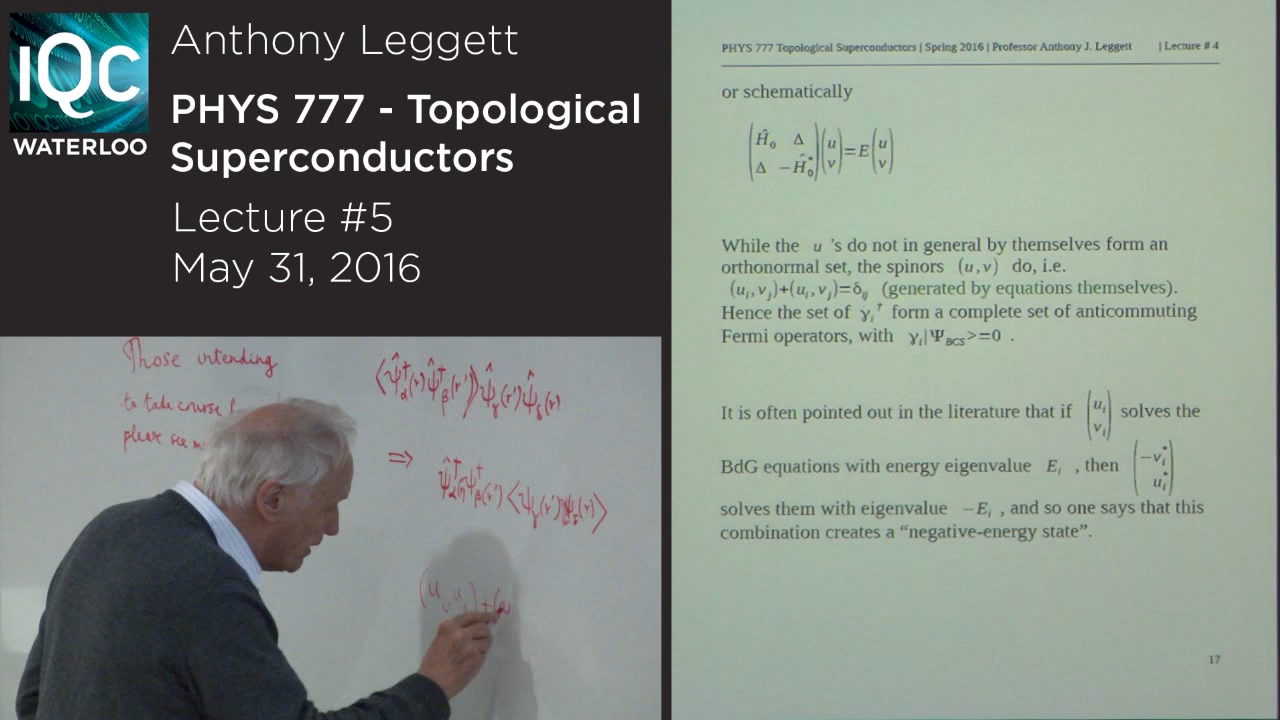 IQC
WATERLOO
Anthony Leggett
PHYS 777 - Topological
Superconductors
Lecture #5
May 31, 2016
Those intending
to take course
please see
⟨ψ̂†α(r)ψ̂†β(r')⟩ψ̂γ(r')ψ̂δ(r)
⇒ ψ̂†α(r)ψ†β(r')⟨ψγ(r')ψδ(r)⟩
PHYS 777 Topological Superconductors | Spring 2016 | Professor Anthony J. Leggett | Lecture # 4
or schematically
(Ĥ₀ Δ) (u) = E (u)
(Δ −Ĥ₀*) (v) (v)
While the u 's do not in general by themselves form an
orthonormal set, the spinors (u,v) do, i.e.
(uᵢ,vⱼ)+(uᵢ,vⱼ)=δᵢⱼ (generated by equations themselves).
Hence the set of γᵢ† form a complete set of anticommuting
Fermi operators, with γᵢ|Ψ_BCS>=0 .
It is often pointed out in the literature that if (uᵢ vᵢ) solves the
BdG equations with energy eigenvalue Eᵢ , then (−vᵢ* uᵢ*)
solves them with eigenvalue −Eᵢ , and so one says that this
combination creates a “negative-energy state”.
17